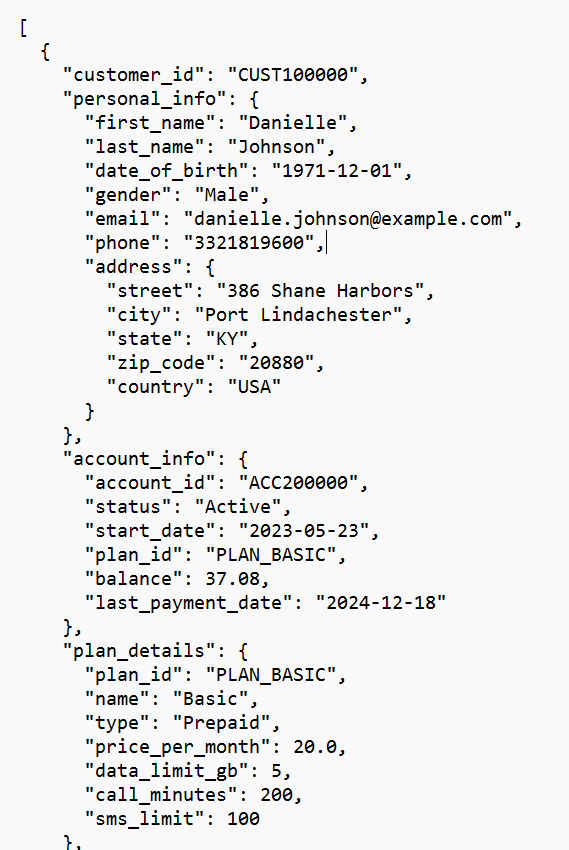 [
  {
    "customer_id": "CUST100000",
    "personal_info": {
      "first_name": "Danielle",
      "last_name": "Johnson",
      "date_of_birth": "1971-12-01",
      "gender": "Male",
      "email": "danielle.johnson@example.com",
      "phone": "3321819600",
      "address": {
        "street": "386 Shane Harbors",
        "city": "Port Lindachester",
        "state": "KY",
        "zip_code": "20880",
        "country": "USA"
      }
    },
    "account_info": {
      "account_id": "ACC200000",
      "status": "Active",
      "start_date": "2023-05-23",
      "plan_id": "PLAN_BASIC",
      "balance": 37.08,
      "last_payment_date": "2024-12-18"
    },
    "plan_details": {
      "plan_id": "PLAN_BASIC",
      "name": "Basic",
      "type": "Prepaid",
      "price_per_month": 20.0,
      "data_limit_gb": 5,
      "call_minutes": 200,
      "sms_limit": 100
    },